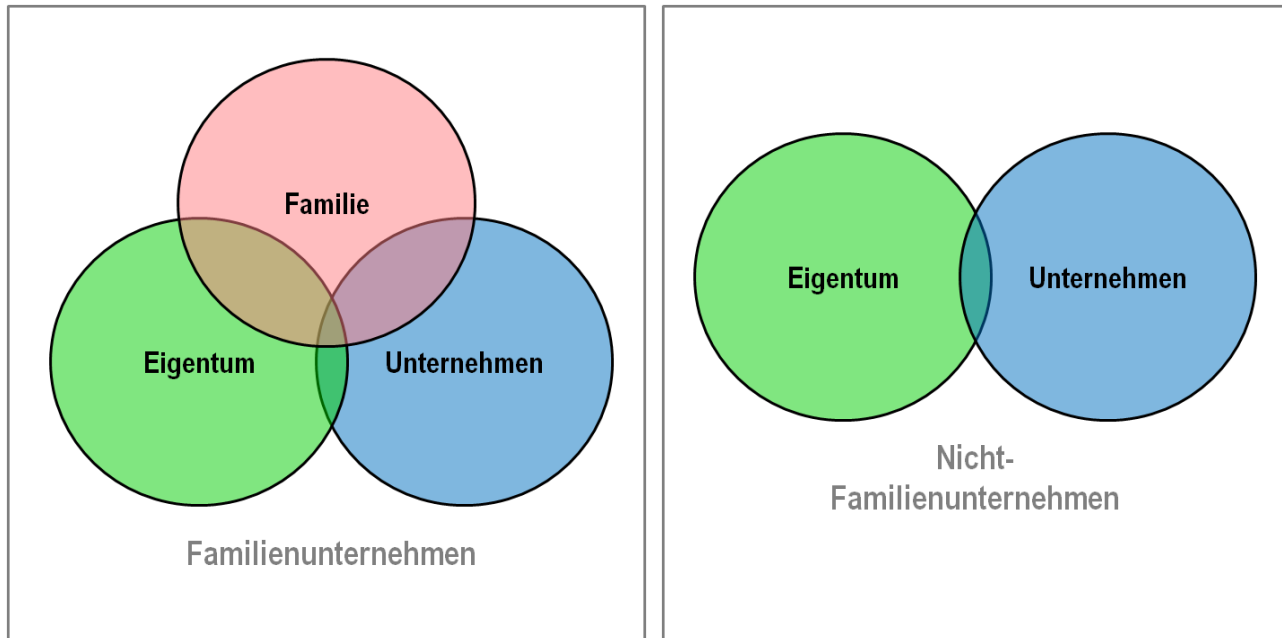 Familie
Eigentum
Unternehmen
Familienunternehmen
Eigentum
Unternehmen
Nicht-
Familienunternehmen